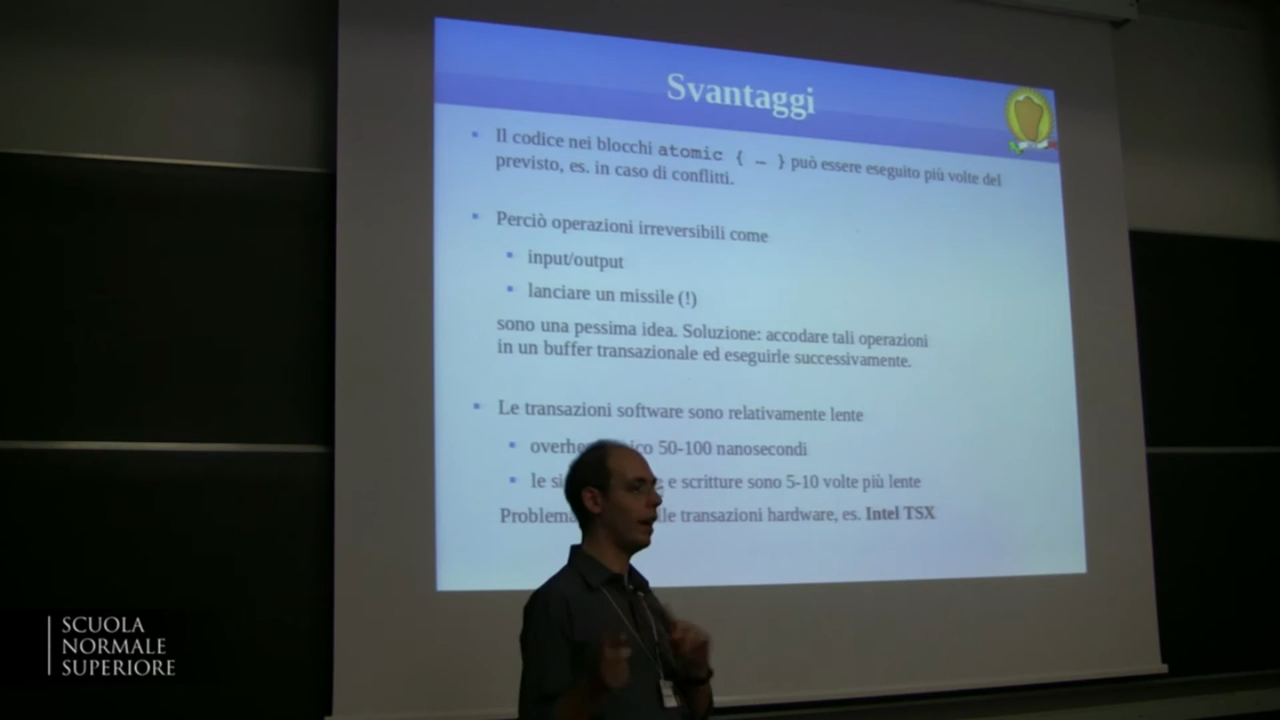 Svantaggi
Il codice nei blocchi atomic { … } può essere eseguito più volte del
previsto, es. in caso di conflitti.
Perciò operazioni irreversibili come
input/output
lanciare un missile (!)
sono una pessima idea. Soluzione: accodare tali operazioni
in un buffer transazionale ed eseguirle successivamente.
Le transazioni software sono relativamente lente
50-100 nanosecondi
le e scritture sono 5-10 volte più lente
transazioni hardware, es. Intel TSX
SCUOLA
NORMALE
SUPERIORE